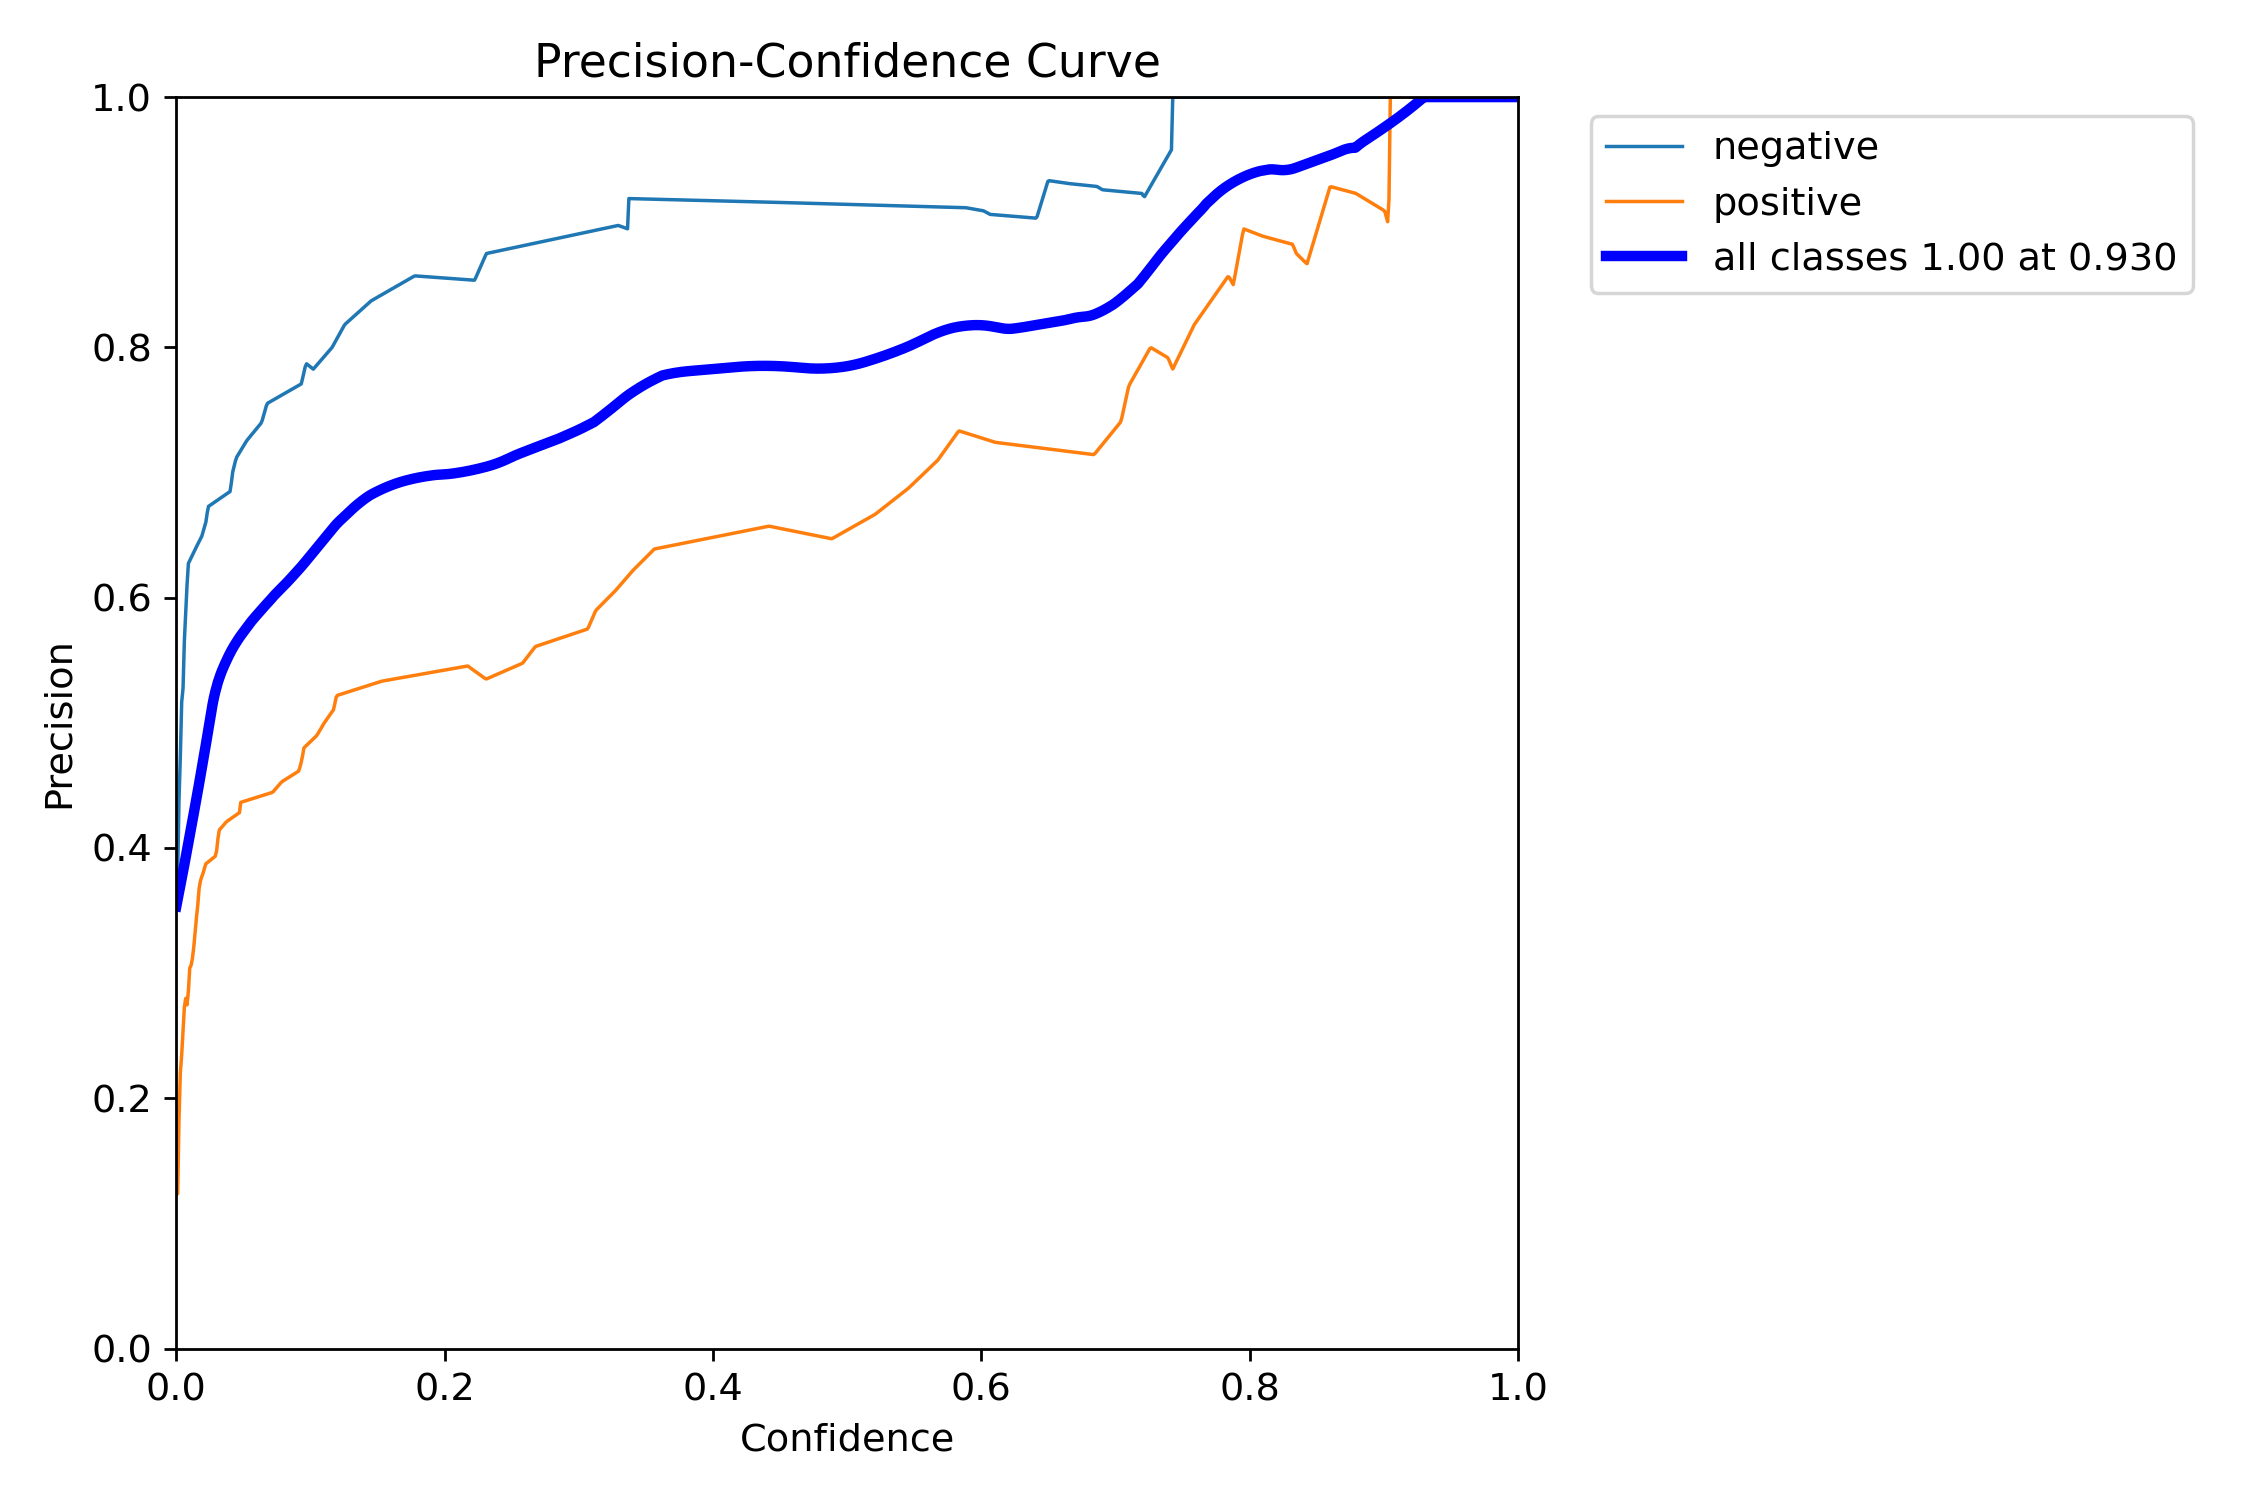 Precision-Confidence Curve
negative
positive
all classes 1.00 at 0.930
1.0
0.8
0.6
0.4
0.2
0.0
Precision
0.0 0.2 0.4 0.6 0.8 1.0
Confidence